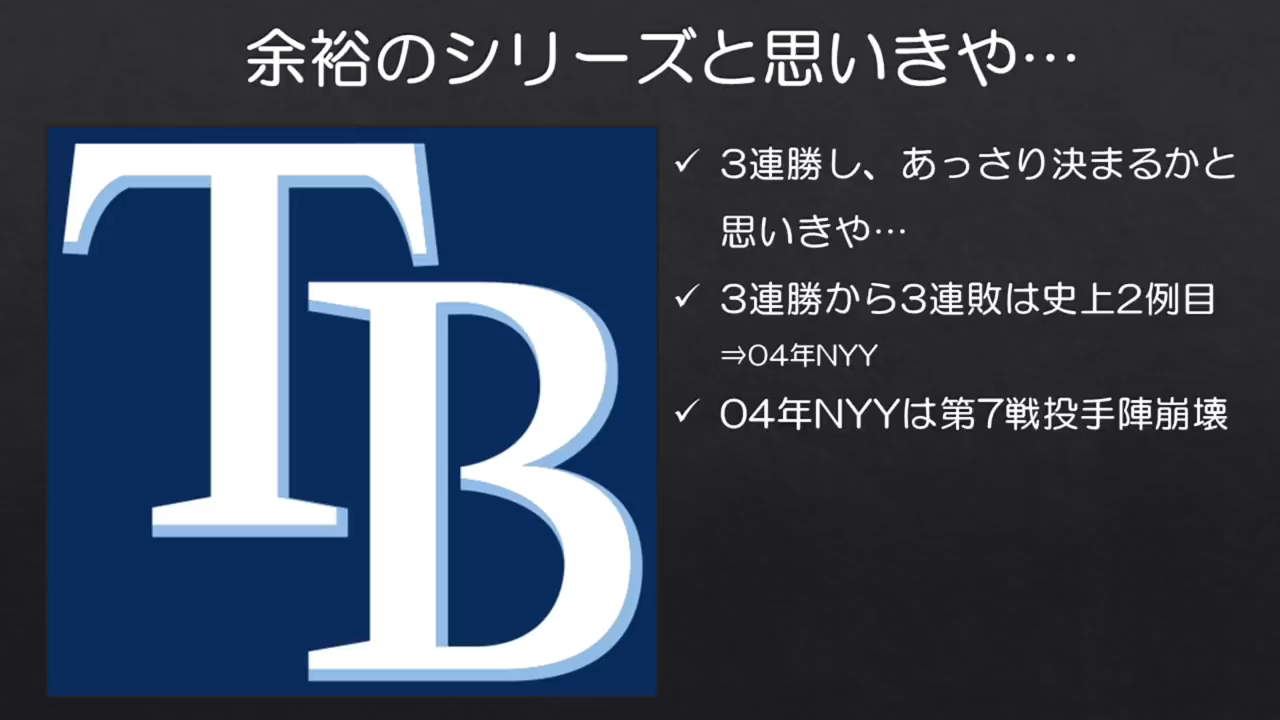 余裕のシリーズと思いきや…
TB
✓ 3連勝し、あっさり決まるかと
思いきや…
✓ 3連勝から3連敗は史上2例目
⇒04年NYY
✓ 04年NYYは第7戦投手陣崩壊